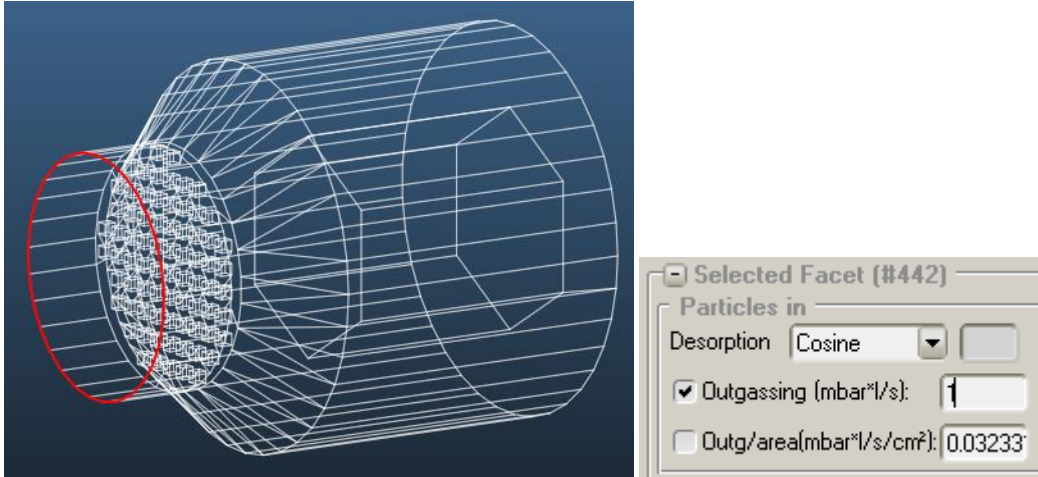 Selected Facet (#442)
Particles in
Desorption Cosine
Outgassing (mbar*l/s): 1
Outg/area(mbar*l/s/cm²): 0.03233